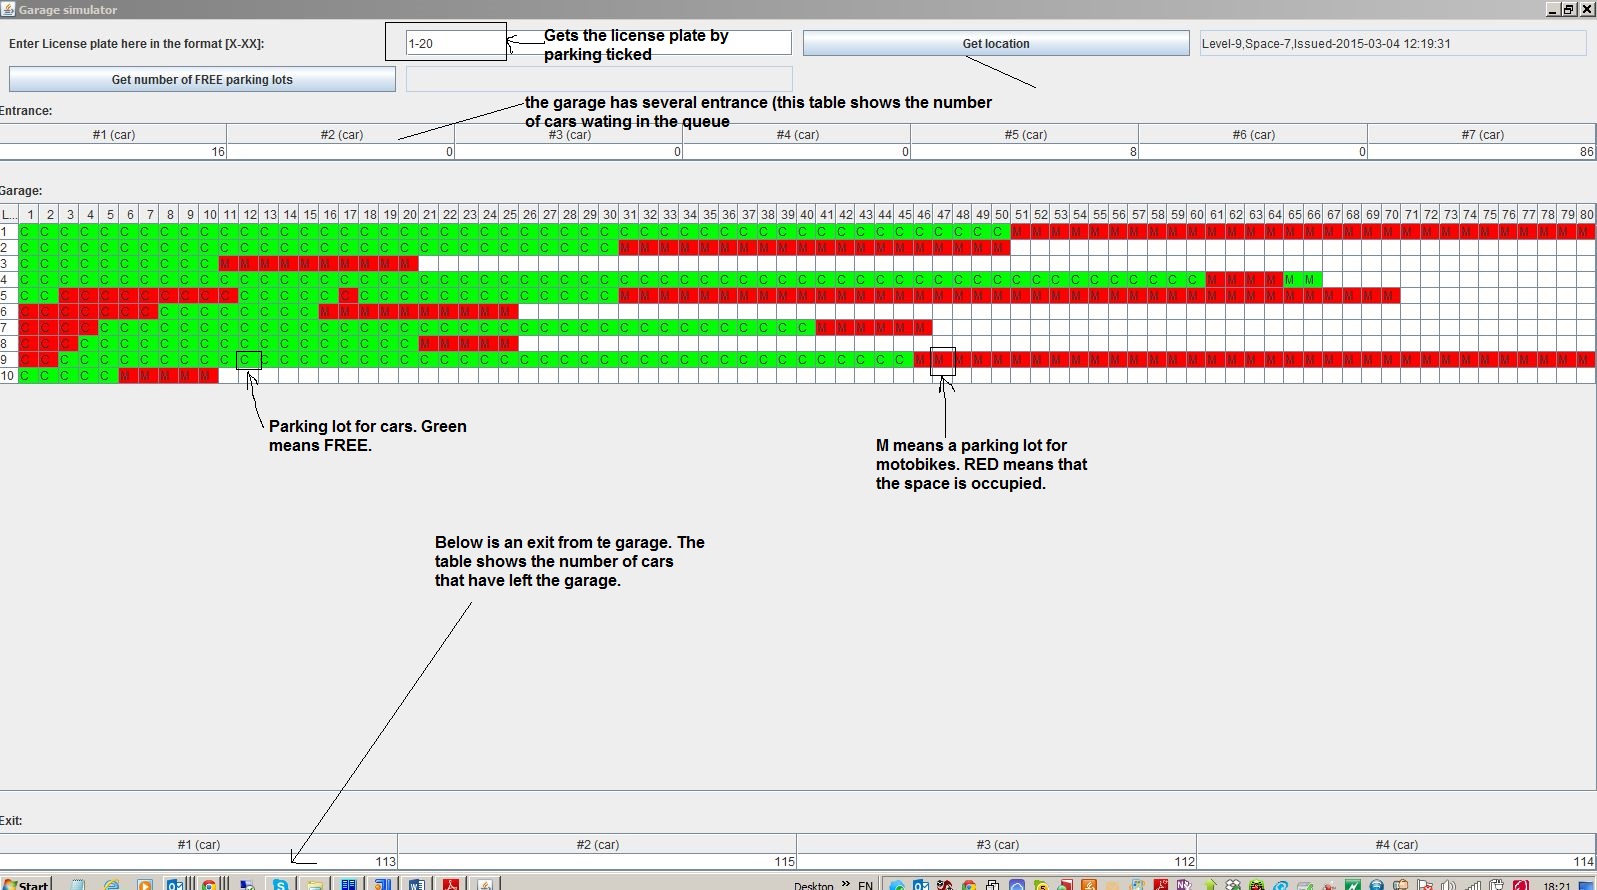 Garage simulator
Enter License plate here in the format [X-XX]:
1-20
Gets the license plate by
parking ticked
Get location
Level-9,Space-7,Issued-2015-03-04 12:19:31
Get number of FREE parking lots
the garage has several entrance (this table shows the number
of cars wating in the queue
Entrance:
#1 (car) #2 (car) #3 (car) #4 (car) #5 (car) #6 (car) #7 (car)
16 0 0 0 8 0 86
Garage:
L... 1 2 3 4 5 6 7 8 9 10 11 12 13 14 15 16 17 18 19 20 21 22 23 24 25 26 27 28 29 30 31 32 33 34 35 36 37 38 39 40 41 42 43 44 45 46 47 48 49 50 51 52 53 54 55 56 57 58 59 60 61 62 63 64 65 66 67 68 69 70 71 72 73 74 75 76 77 78 79 80
1 C C C C C C C C C C C C C C C C C C C C C C C C C C C C C C C C C C C C C C C C C C C C C C C C C C M M M M M M M M M M M M M M M M M M M M M M M M M M M M M M
2 C C C C C C C C C C C C C C C C C C C C C C C C C C C C C C M M M M M M M M M M M M M M M M M M M M
3 C C C C C C C C C C M M M M M M M M M M
4 C C C C C C C C C C C C C C C C C C C C C C C C C C C C C C C C C C C C C C C C C C C C C C C C C C C C C C C C C C C C M M M M M M
5 C C C C C C C C C C C C C C C C C C C C C C C C C C C C C C M M M M M M M M M M M M M M M M M M M M M M M M M M M M M M M M M M M M M M M M
6 C C C C C C C C C C C C C C C M M M M M M M M M M
7 C C C C C C C C C C C C C C C C C C C C C C C C C C C C C C C C C C C C C C C C M M M M M M
8 C C C C C C C C C C C C C C C C C C C C M M M M M
9 C C C C C C C C C C C C C C C C C C C C C C C C C C C C C C C C C C C C C C C C C C C C C M M M M M M M M M M M M M M M M M M M M M M M M M M M M M M M M M M M
10 C C C C C M M M M M
Parking lot for cars. Green
means FREE.
M means a parking lot for
motobikes. RED means that
the space is occupied.
Below is an exit from te garage. The
table shows the number of cars
that have left the garage.
Exit:
#1 (car) #2 (car) #3 (car) #4 (car)
113 115 112 114
Start Desktop » EN 18:21